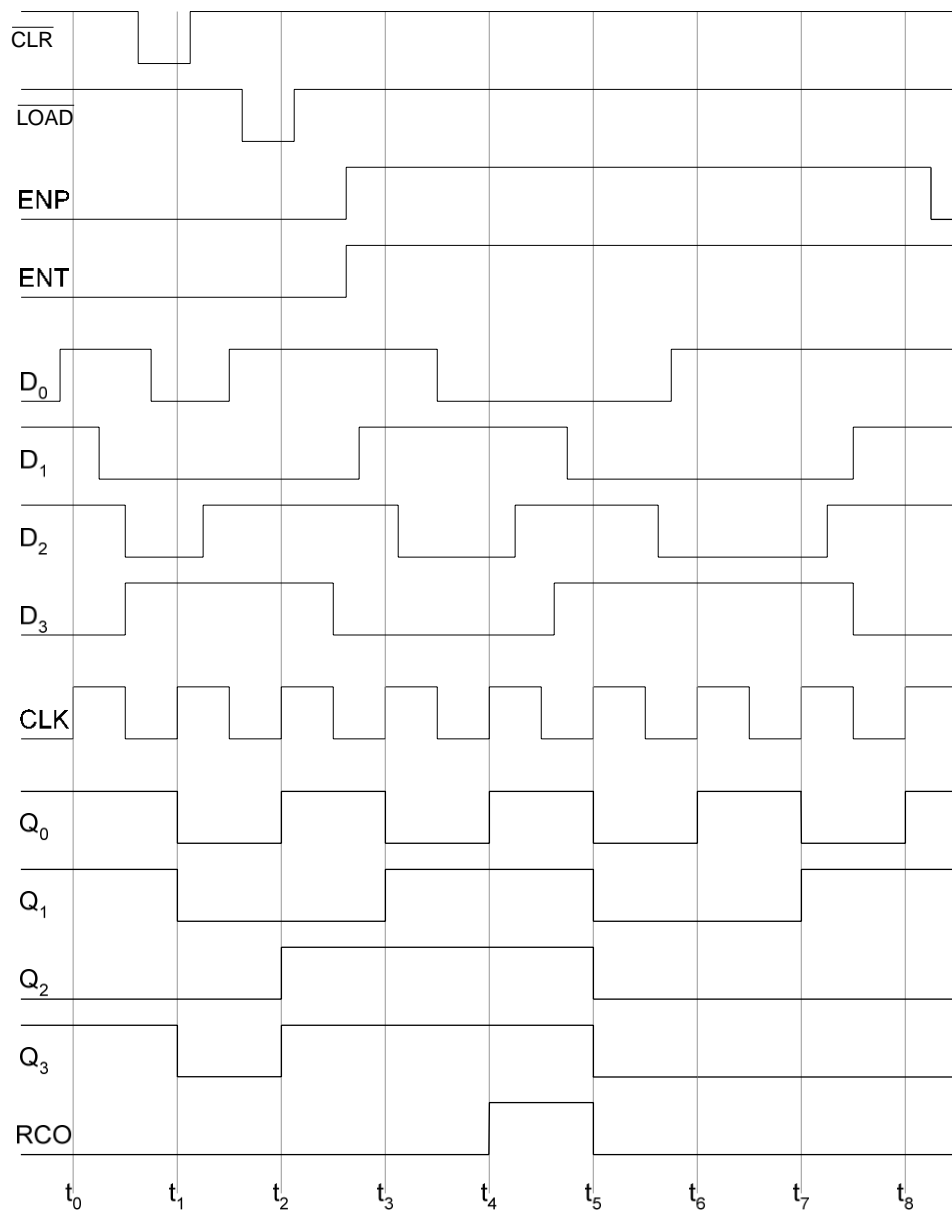 CLR
LOAD
ENP
ENT
D0
D1
D2
D3
CLK
Q0
Q1
Q2
Q3
RCO
t0 t1 t2 t3 t4 t5 t6 t7 t8